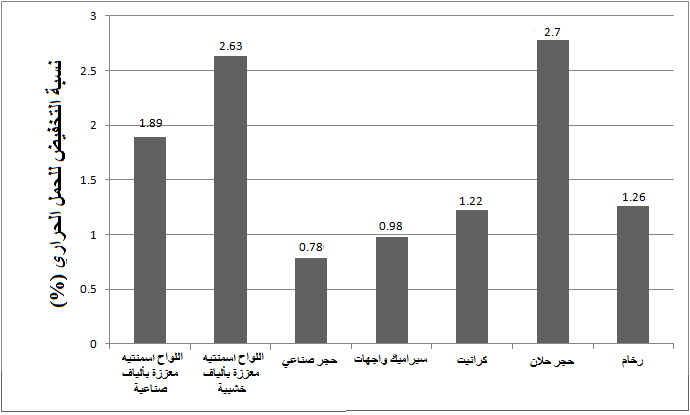 نسبة التخفيض للحمل الحراري (%)
3
2.5
2
1.5
1
0.5
0
1.89
2.63
0.78
0.98
1.22
2.7
1.26
اللواح اسمنتيه
معززة بألياف
صناعية
اللواح اسمنتيه
معززة بألياف
خشبية
حجر صناعي
سيراميك واجهات
كرانيت
حجر حلان
رخام